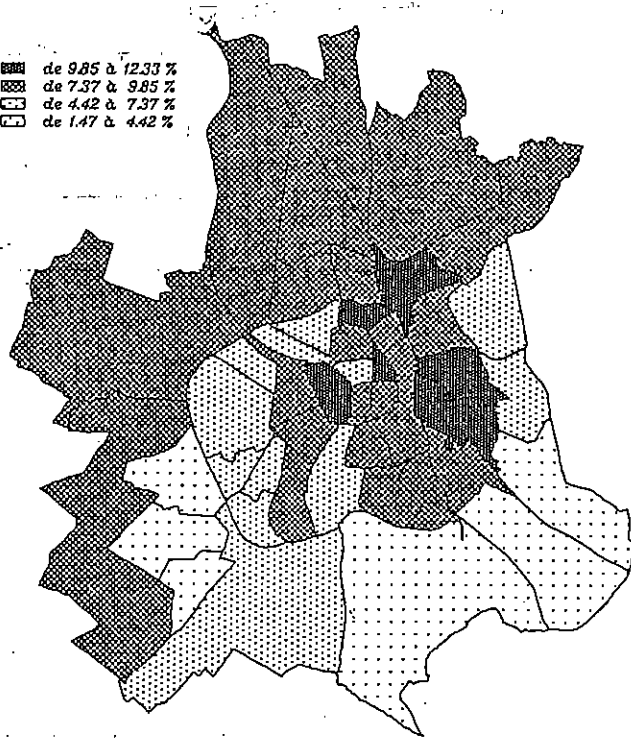 de 9.85 à 12.33 %
de 7.37 à 9.85 %
de 4.42 à 7.37 %
de 1.47 à 4.42 %